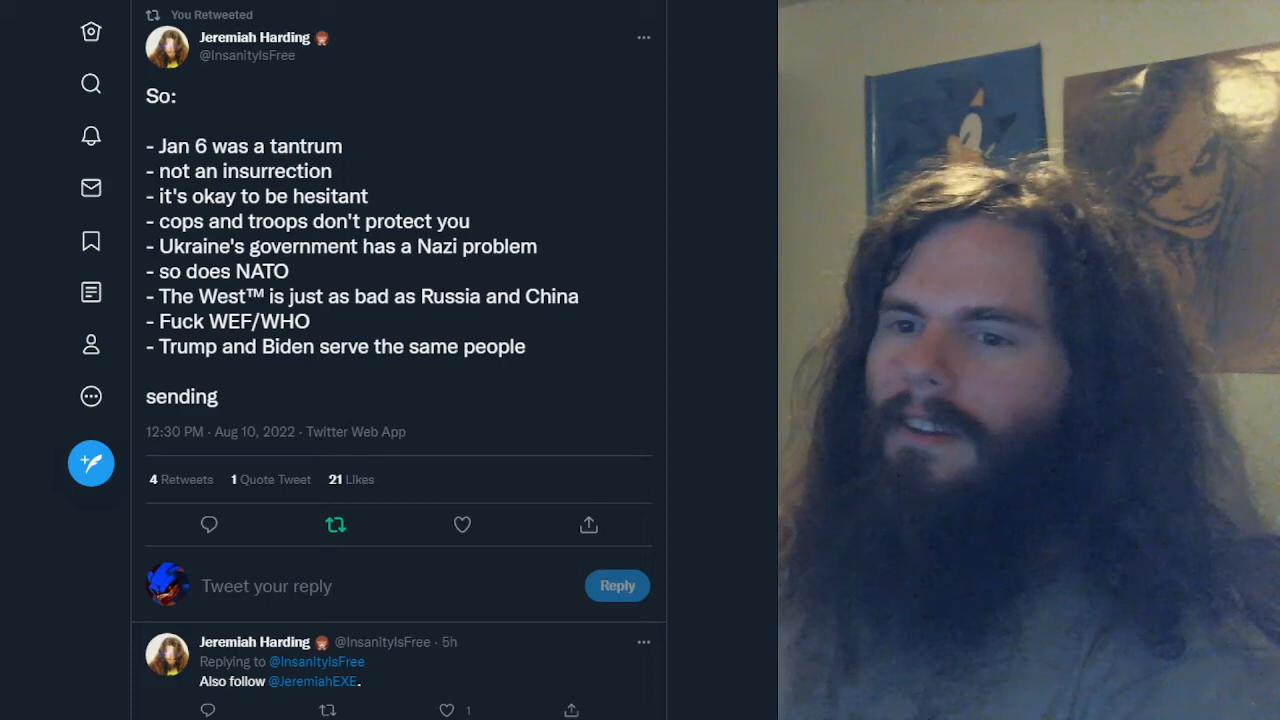 You Retweeted
Jeremiah Harding
@InsanityIsFree
So:
- Jan 6 was a tantrum
- not an insurrection
- it's okay to be hesitant
- cops and troops don't protect you
- Ukraine's government has a Nazi problem
- so does NATO
- The West™ is just as bad as Russia and China
- Fuck WEF/WHO
- Trump and Biden serve the same people
sending
12:30 PM · Aug 10, 2022 · Twitter Web App
4 Retweets 1 Quote Tweet 21 Likes
Tweet your reply
Reply
Jeremiah Harding @InsanityIsFree · 5h
Replying to @InsanityIsFree
Also follow @JeremiahEXE.
1